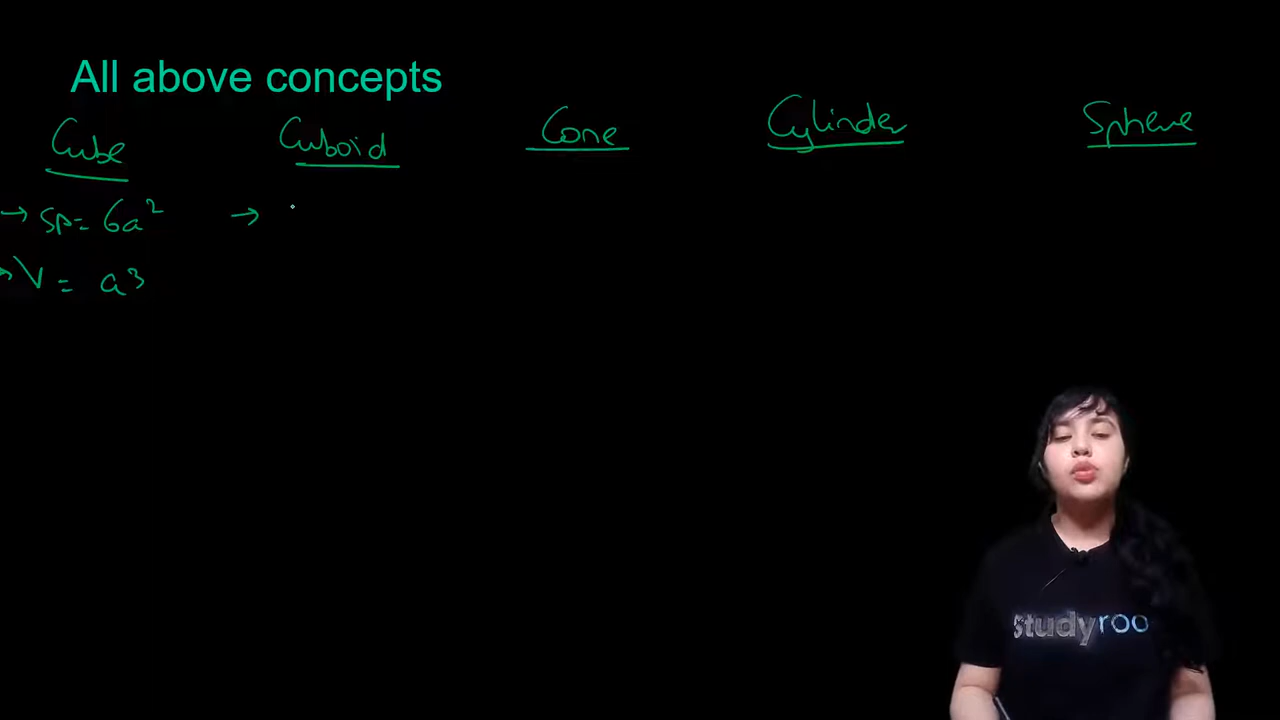 All above concepts
Cube Cuboid Cone Cylinder Sphere
→ SA = 6a² →
→ V = a³
studyroo